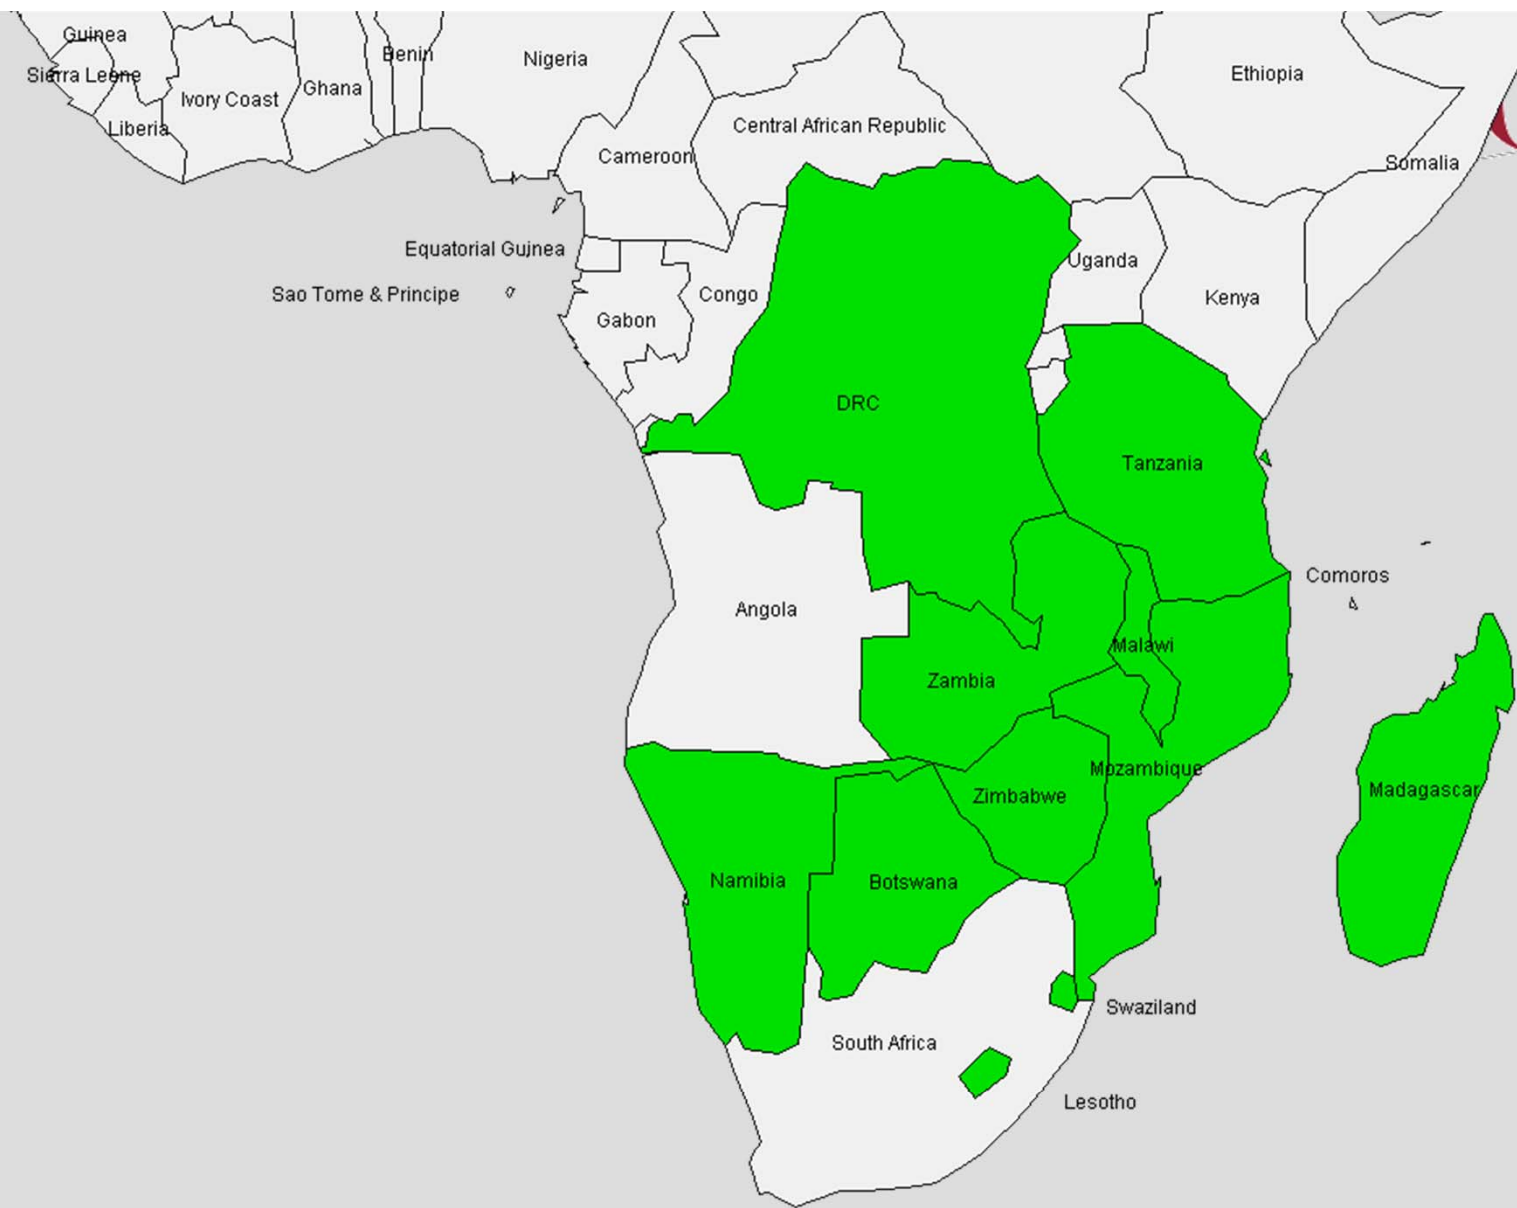 Guinea
Benin
Nigeria
Ethiopia
Sierra Leone
Ghana
Ivory Coast
Liberia
Central African Republic
Cameroon
Somalia
Equatorial Guinea
Uganda
Sao Tome & Principe
Congo
Kenya
Gabon
DRC
Tanzania
Comoros
Angola
Malawi
Zambia
Mozambique
Madagascar
Zimbabwe
Namibia
Botswana
Swaziland
South Africa
Lesotho